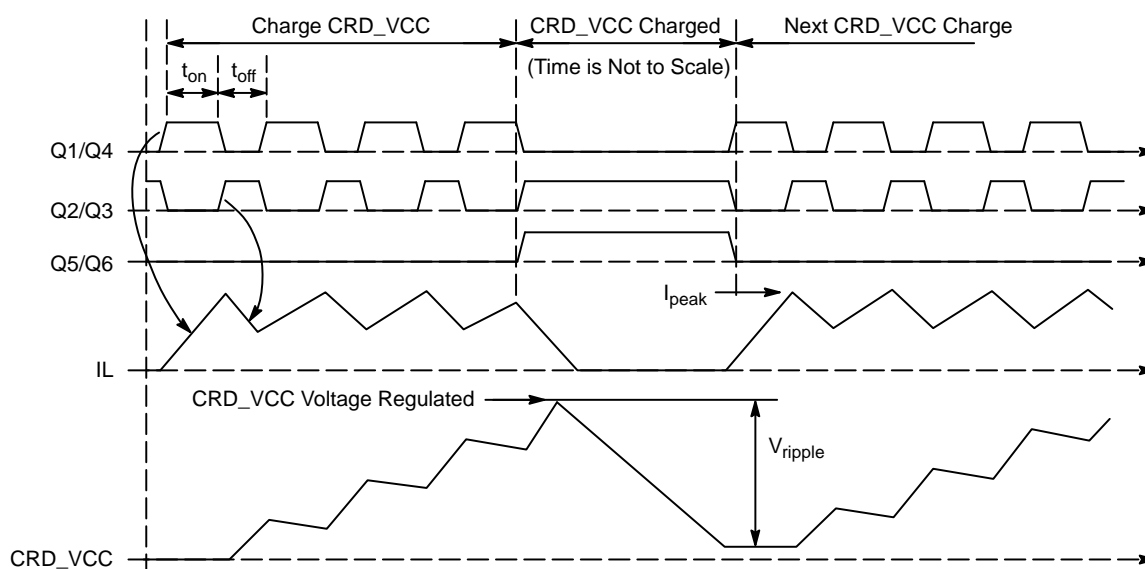 Charge CRD_VCC
CRD_VCC Charged
Next CRD_VCC Charge
(Time is Not to Scale)
ton
toff
Q1/Q4
Q2/Q3
Q5/Q6
Ipeak
IL
CRD_VCC Voltage Regulated
Vripple
CRD_VCC